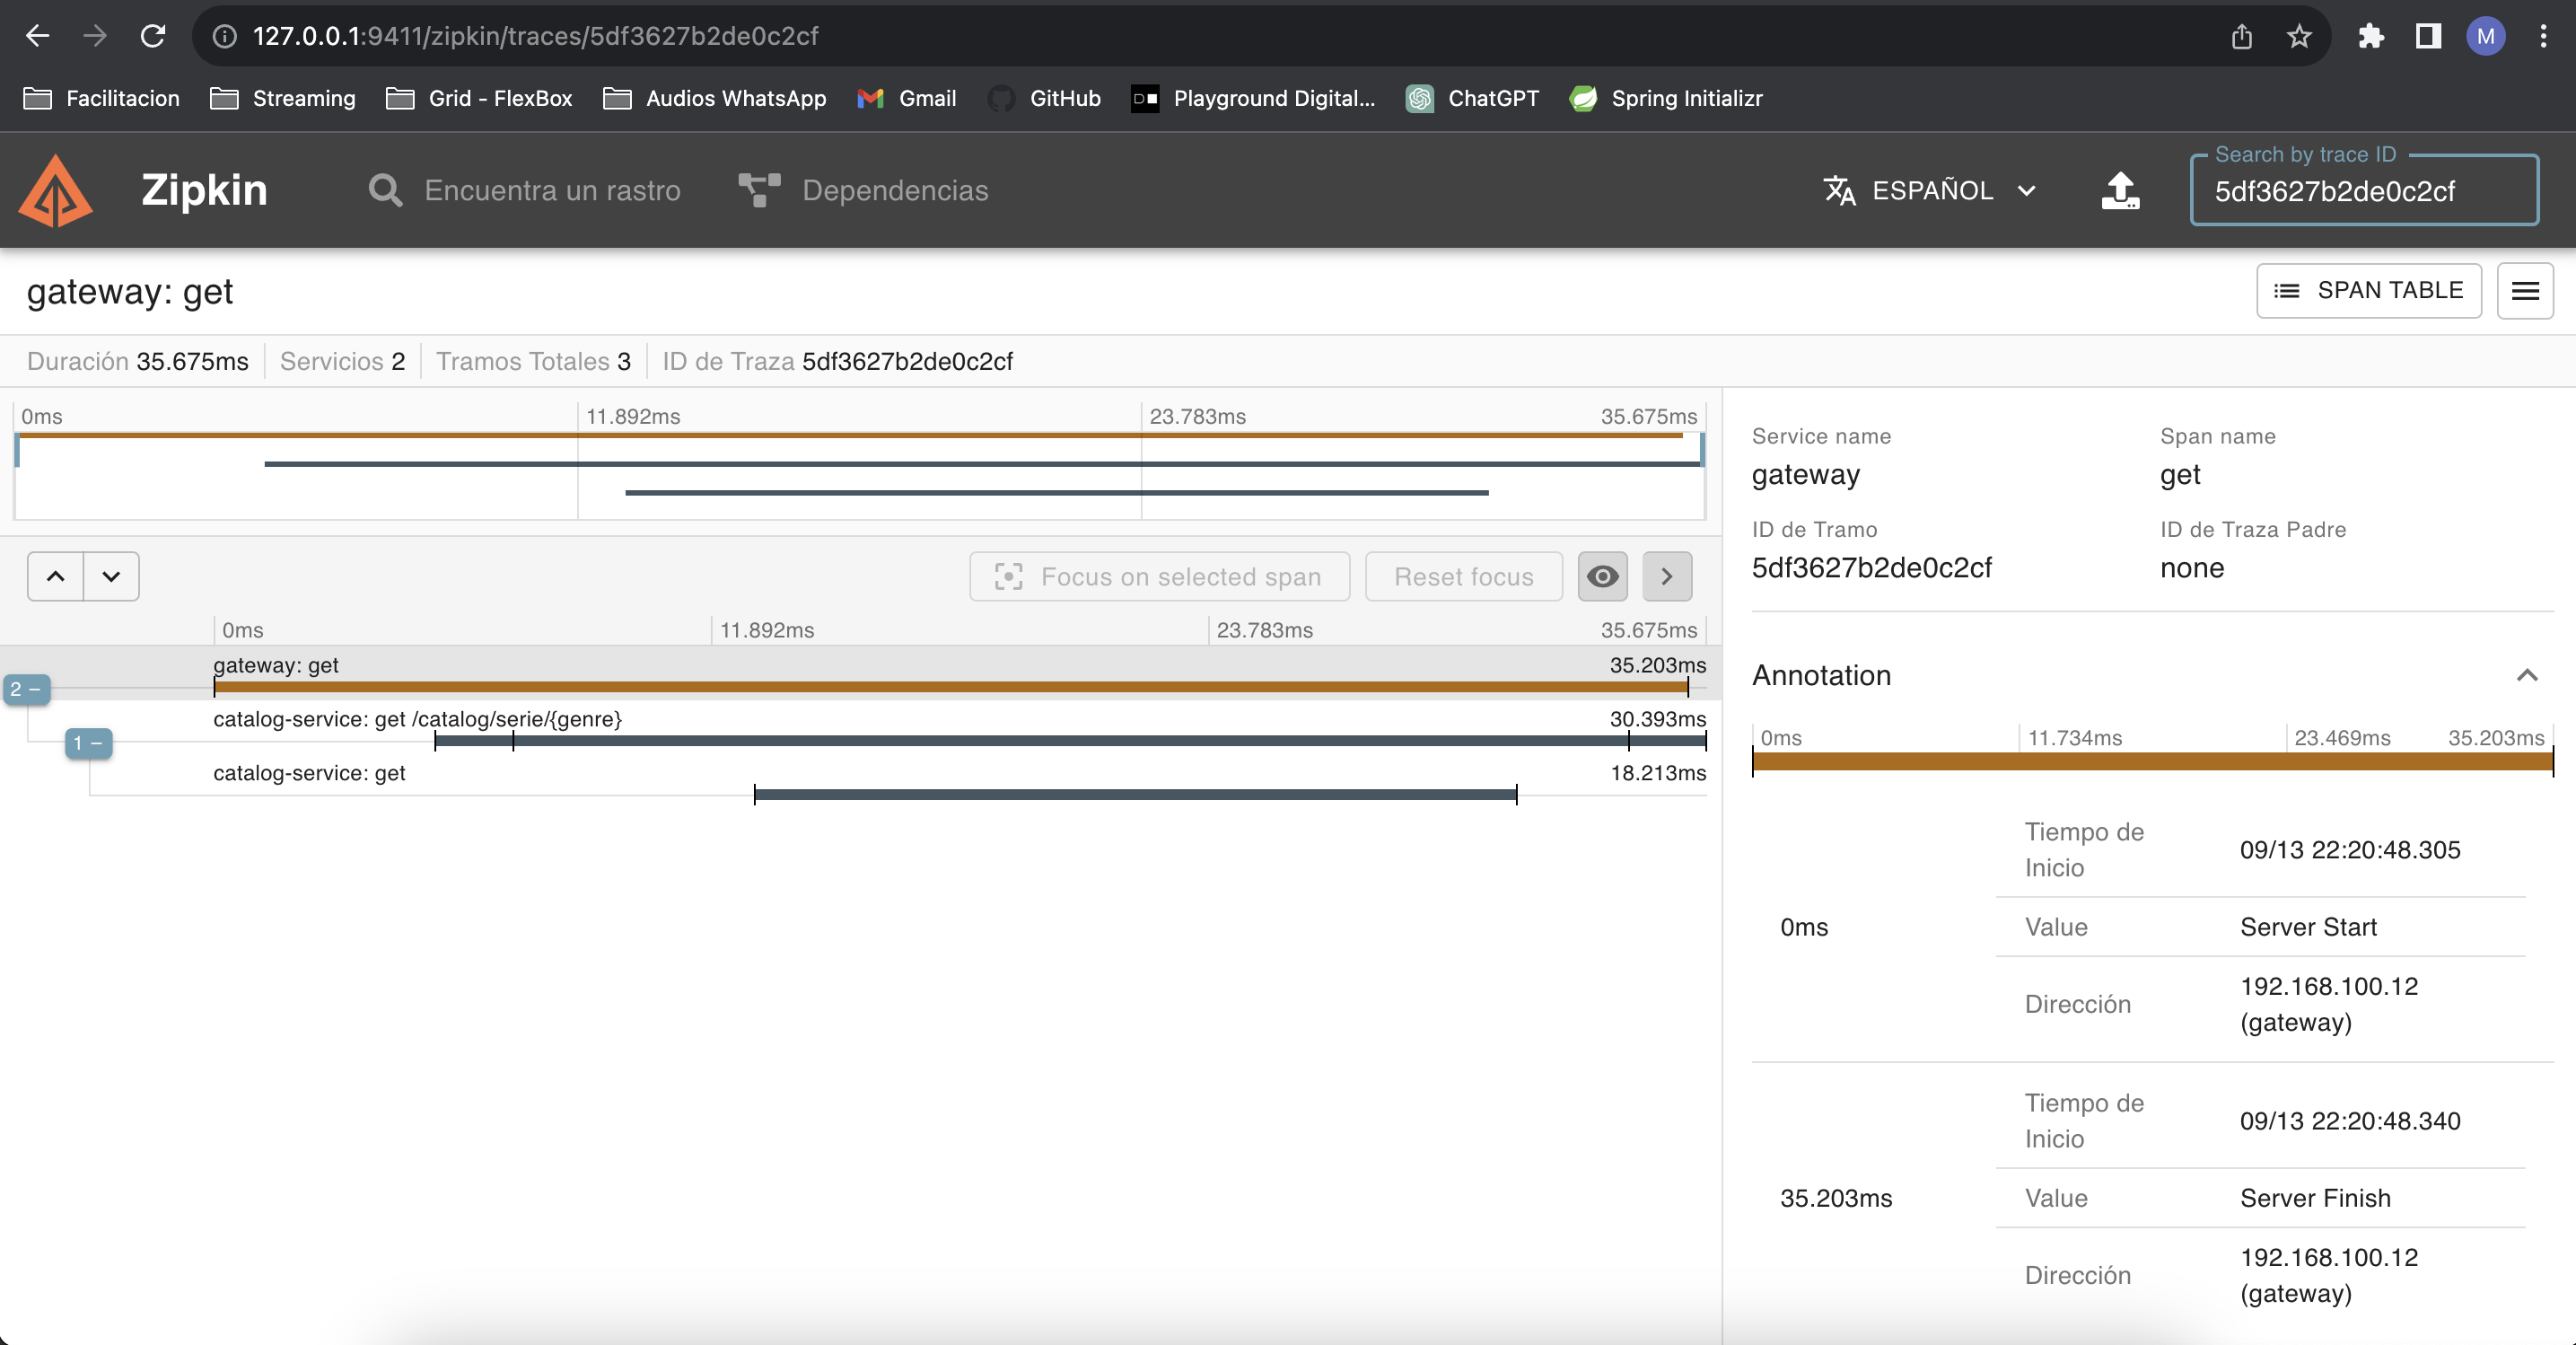 127.0.0.1:9411/zipkin/traces/5df3627b2de0c2cf
M
Facilitacion
Streaming
Grid - FlexBox
Audios WhatsApp
Gmail
GitHub
Playground Digital...
ChatGPT
Spring Initializr
Zipkin
Encuentra un rastro
Dependencias
ESPAÑOL
Search by trace ID
5df3627b2de0c2cf
gateway: get
SPAN TABLE
Duración 35.675ms
Servicios 2
Tramos Totales 3
ID de Traza 5df3627b2de0c2cf
0ms 11.892ms 23.783ms 35.675ms
Focus on selected span
Reset focus
0ms 11.892ms 23.783ms 35.675ms
gateway: get 35.203ms
2 −
catalog-service: get /catalog/serie/{genre} 30.393ms
1 −
catalog-service: get 18.213ms
Service name
gateway
Span name
get
ID de Tramo
5df3627b2de0c2cf
ID de Traza Padre
none
Annotation
0ms 11.734ms 23.469ms 35.203ms
0ms
Tiempo de Inicio
09/13 22:20:48.305
Value
Server Start
Dirección
192.168.100.12
(gateway)
35.203ms
Tiempo de Inicio
09/13 22:20:48.340
Value
Server Finish
Dirección
192.168.100.12
(gateway)